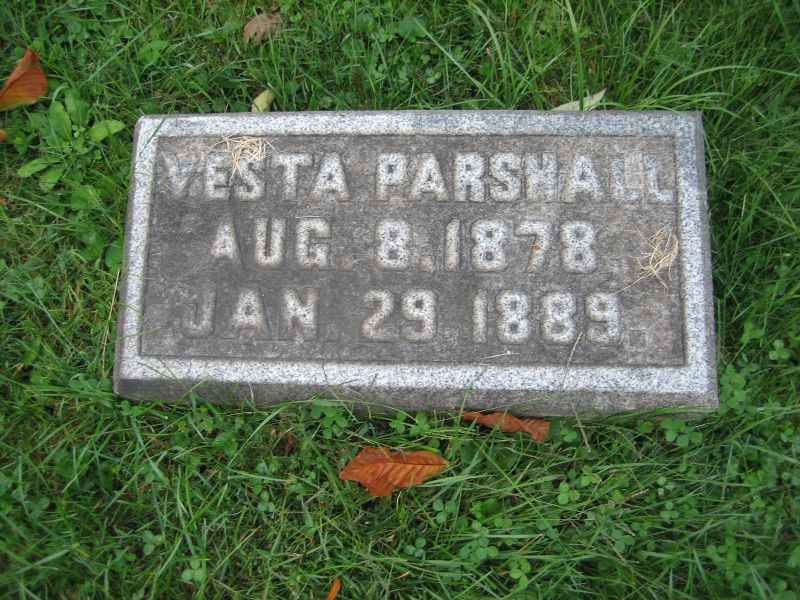 VESTA PARSHALL
AUG. 8. 1878
JAN. 29. 1889.